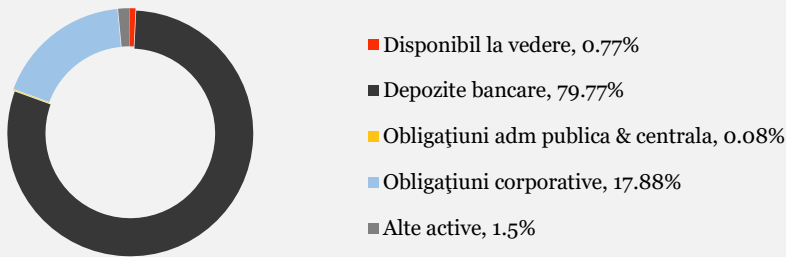 Disponibil la vedere, 0.77%
Depozite bancare, 79.77%
Obligaţiuni adm publica & centrala, 0.08%
Obligaţiuni corporative, 17.88%
Alte active, 1.5%